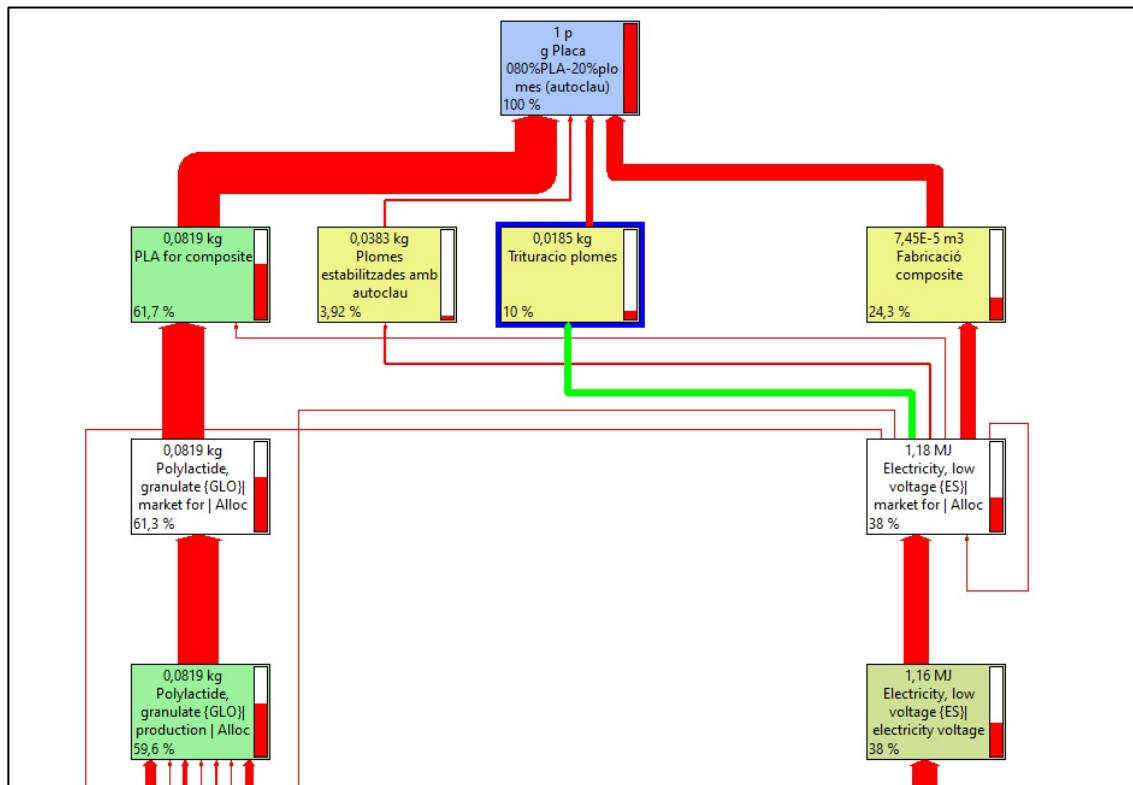 1 p
g Placa
080%PLA-20%plo
mes (autoclau)
100 %
0,0819 kg
PLA for composite
61,7 %
0,0383 kg
Plomes
estabilitzades amb
autoclau
3,92 %
0,0185 kg
Trituracio plomes
10 %
7,45E-5 m3
Fabricació
composite
24,3 %
0,0819 kg
Polylactide,
granulate {GLO}|
market for | Alloc
61,3 %
1,18 MJ
Electricity, low
voltage {ES}|
market for | Alloc
38 %
0,0819 kg
Polylactide,
granulate {GLO}|
production | Alloc
59,6 %
1,16 MJ
Electricity, low
voltage {ES}|
electricity voltage
38 %